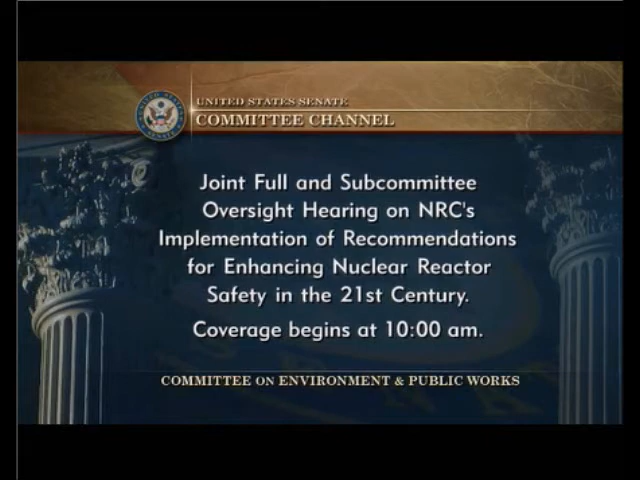 UNITED STATES SENATE
COMMITTEE CHANNEL
Joint Full and Subcommittee
Oversight Hearing on NRC's
Implementation of Recommendations
for Enhancing Nuclear Reactor
Safety in the 21st Century.
Coverage begins at 10:00 am.
COMMITTEE ON ENVIRONMENT & PUBLIC WORKS